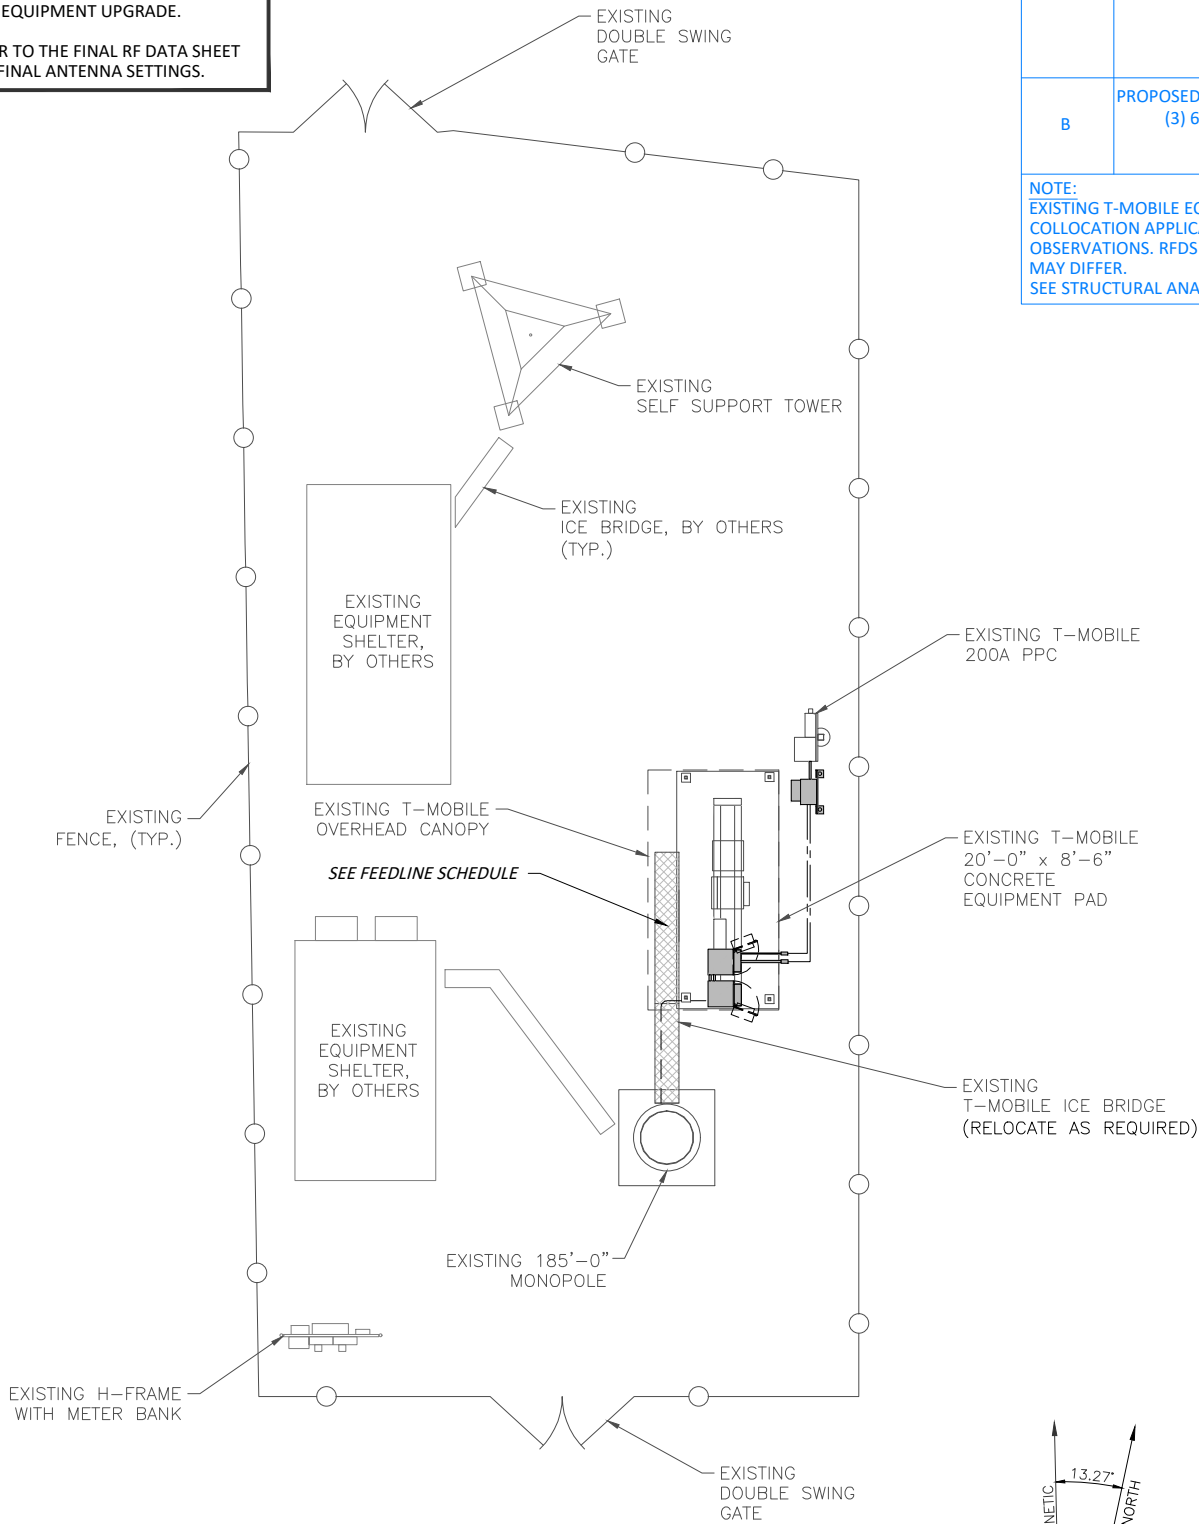 EQUIPMENT UPGRADE.
R TO THE FINAL RF DATA SHEET
FINAL ANTENNA SETTINGS.
EXISTING
DOUBLE SWING
GATE
B
PROPOSED
(3) 6
NOTE:
EXISTING T-MOBILE EQ
COLLOCATION APPLICA
OBSERVATIONS. RFDS
MAY DIFFER.
SEE STRUCTURAL ANA
EXISTING
SELF SUPPORT TOWER
EXISTING
ICE BRIDGE, BY OTHERS
(TYP.)
EXISTING
EQUIPMENT
SHELTER,
BY OTHERS
EXISTING T-MOBILE
200A PPC
EXISTING
FENCE, (TYP.)
EXISTING T-MOBILE
OVERHEAD CANOPY
SEE FEEDLINE SCHEDULE
EXISTING T-MOBILE
20'-0" x 8'-6"
CONCRETE
EQUIPMENT PAD
EXISTING
EQUIPMENT
SHELTER,
BY OTHERS
EXISTING
T-MOBILE ICE BRIDGE
(RELOCATE AS REQUIRED)
EXISTING 185'-0"
MONOPOLE
EXISTING H-FRAME
WITH METER BANK
EXISTING
DOUBLE SWING
GATE
13.27°
NETIC
NORTH